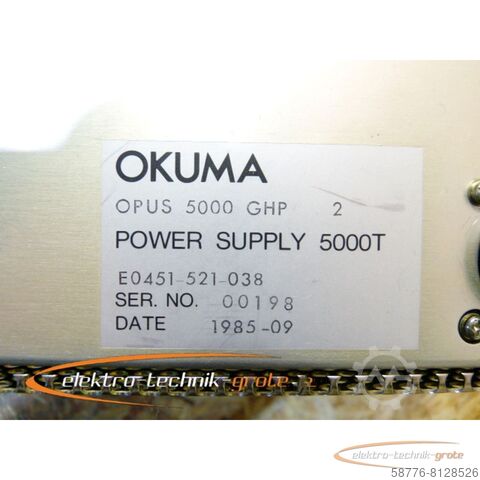 OKUMA
OPUS 5000 GHP 2
POWER SUPPLY 5000T
E0451-521-038
SER. NO. 00198
DATE 1985-09
elektro-technik-grote
elektro-technik-grote
58776-8128526